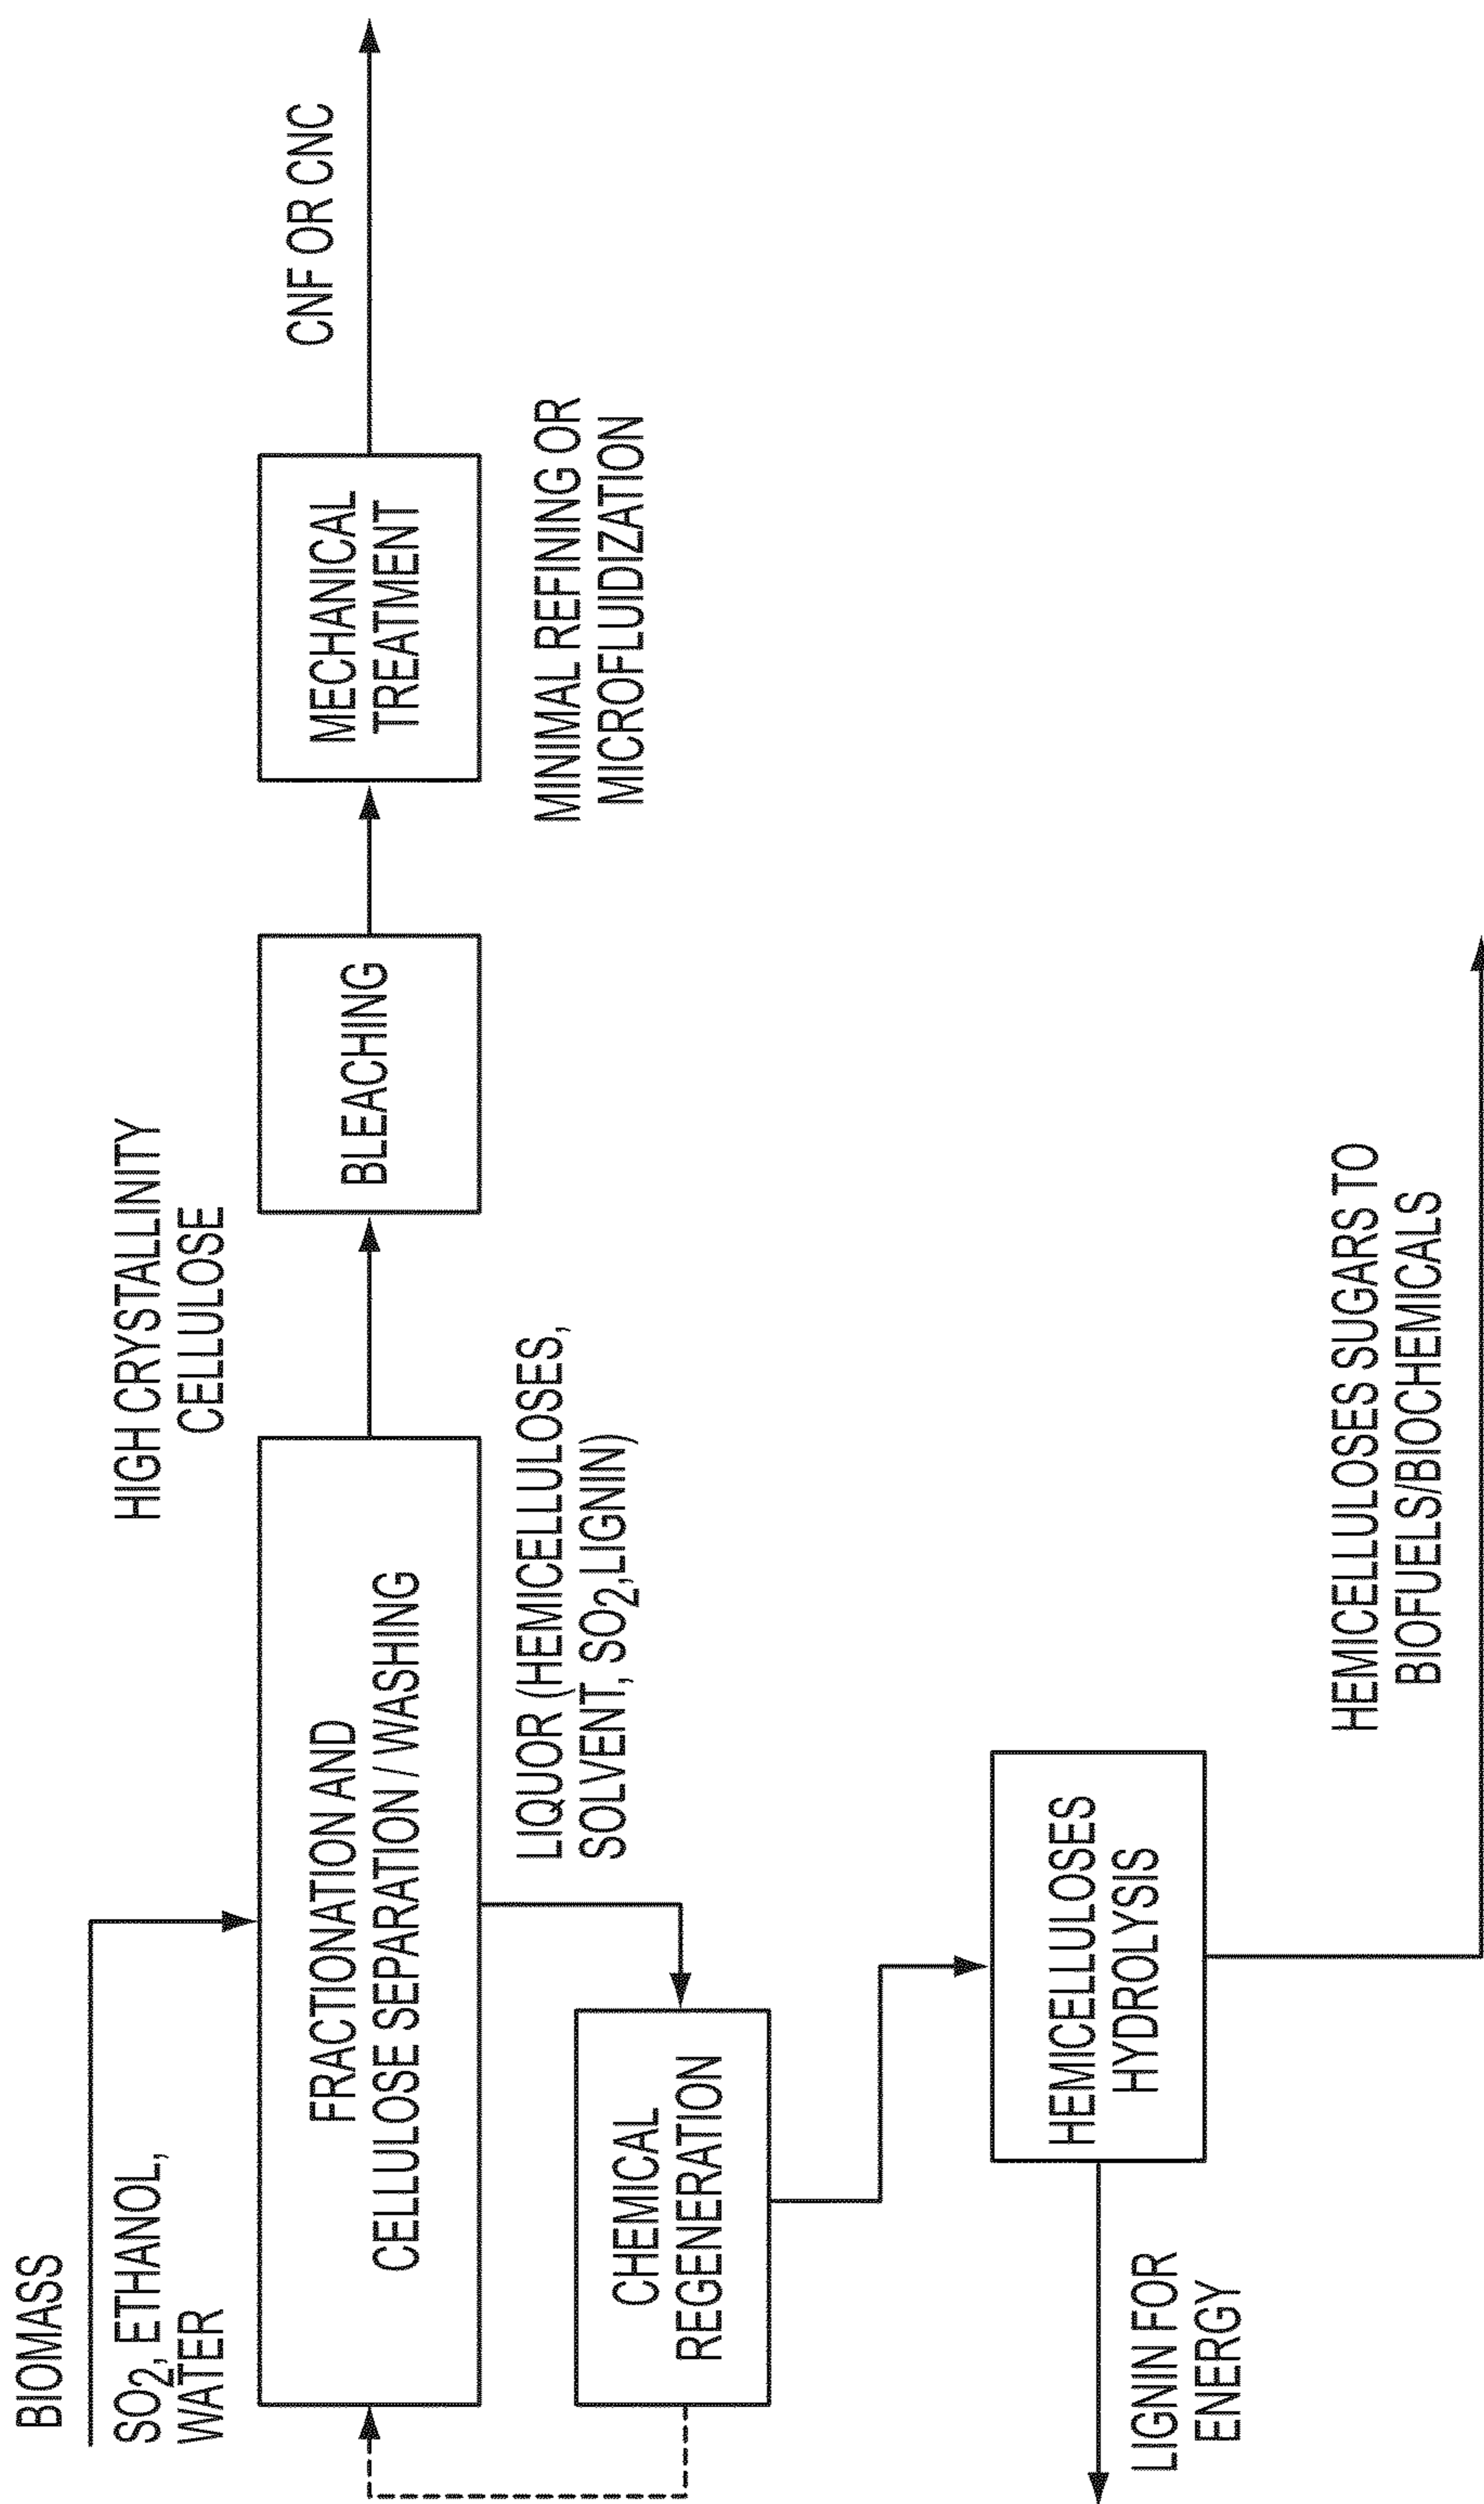 BIOMASS
SO2, ETHANOL,
WATER
FRACTIONATION AND
CELLULOSE SEPARATION / WASHING
HIGH CRYSTALLINITY
CELLULOSE
BLEACHING
MECHANICAL
TREATMENT
CNF OR CNC
MINIMAL REFINING OR
MICROFLUIDIZATION
LIQUOR (HEMICELLULOSES,
SOLVENT, SO2,LIGNIN)
CHEMICAL
REGENERATION
HEMICELLULOSES
HYDROLYSIS
LIGNIN FOR
ENERGY
HEMICELLULOSES SUGARS TO
BIOFUELS/BIOCHEMICALS